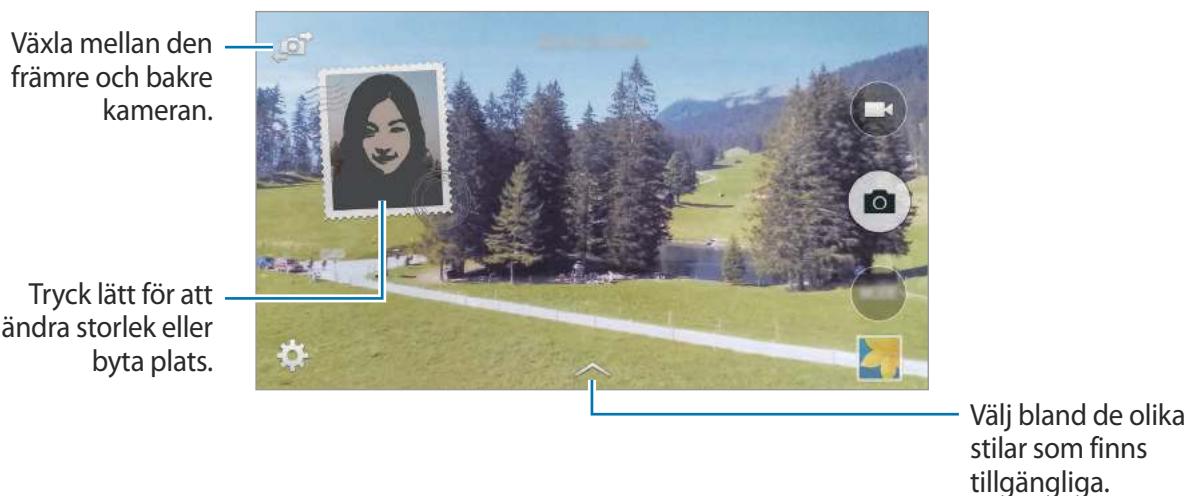 Växla mellan den
främre och bakre
kameran.
Tryck lätt för att
ändra storlek eller
byta plats.
Välj bland de olika
stilar som finns
tillgängliga.